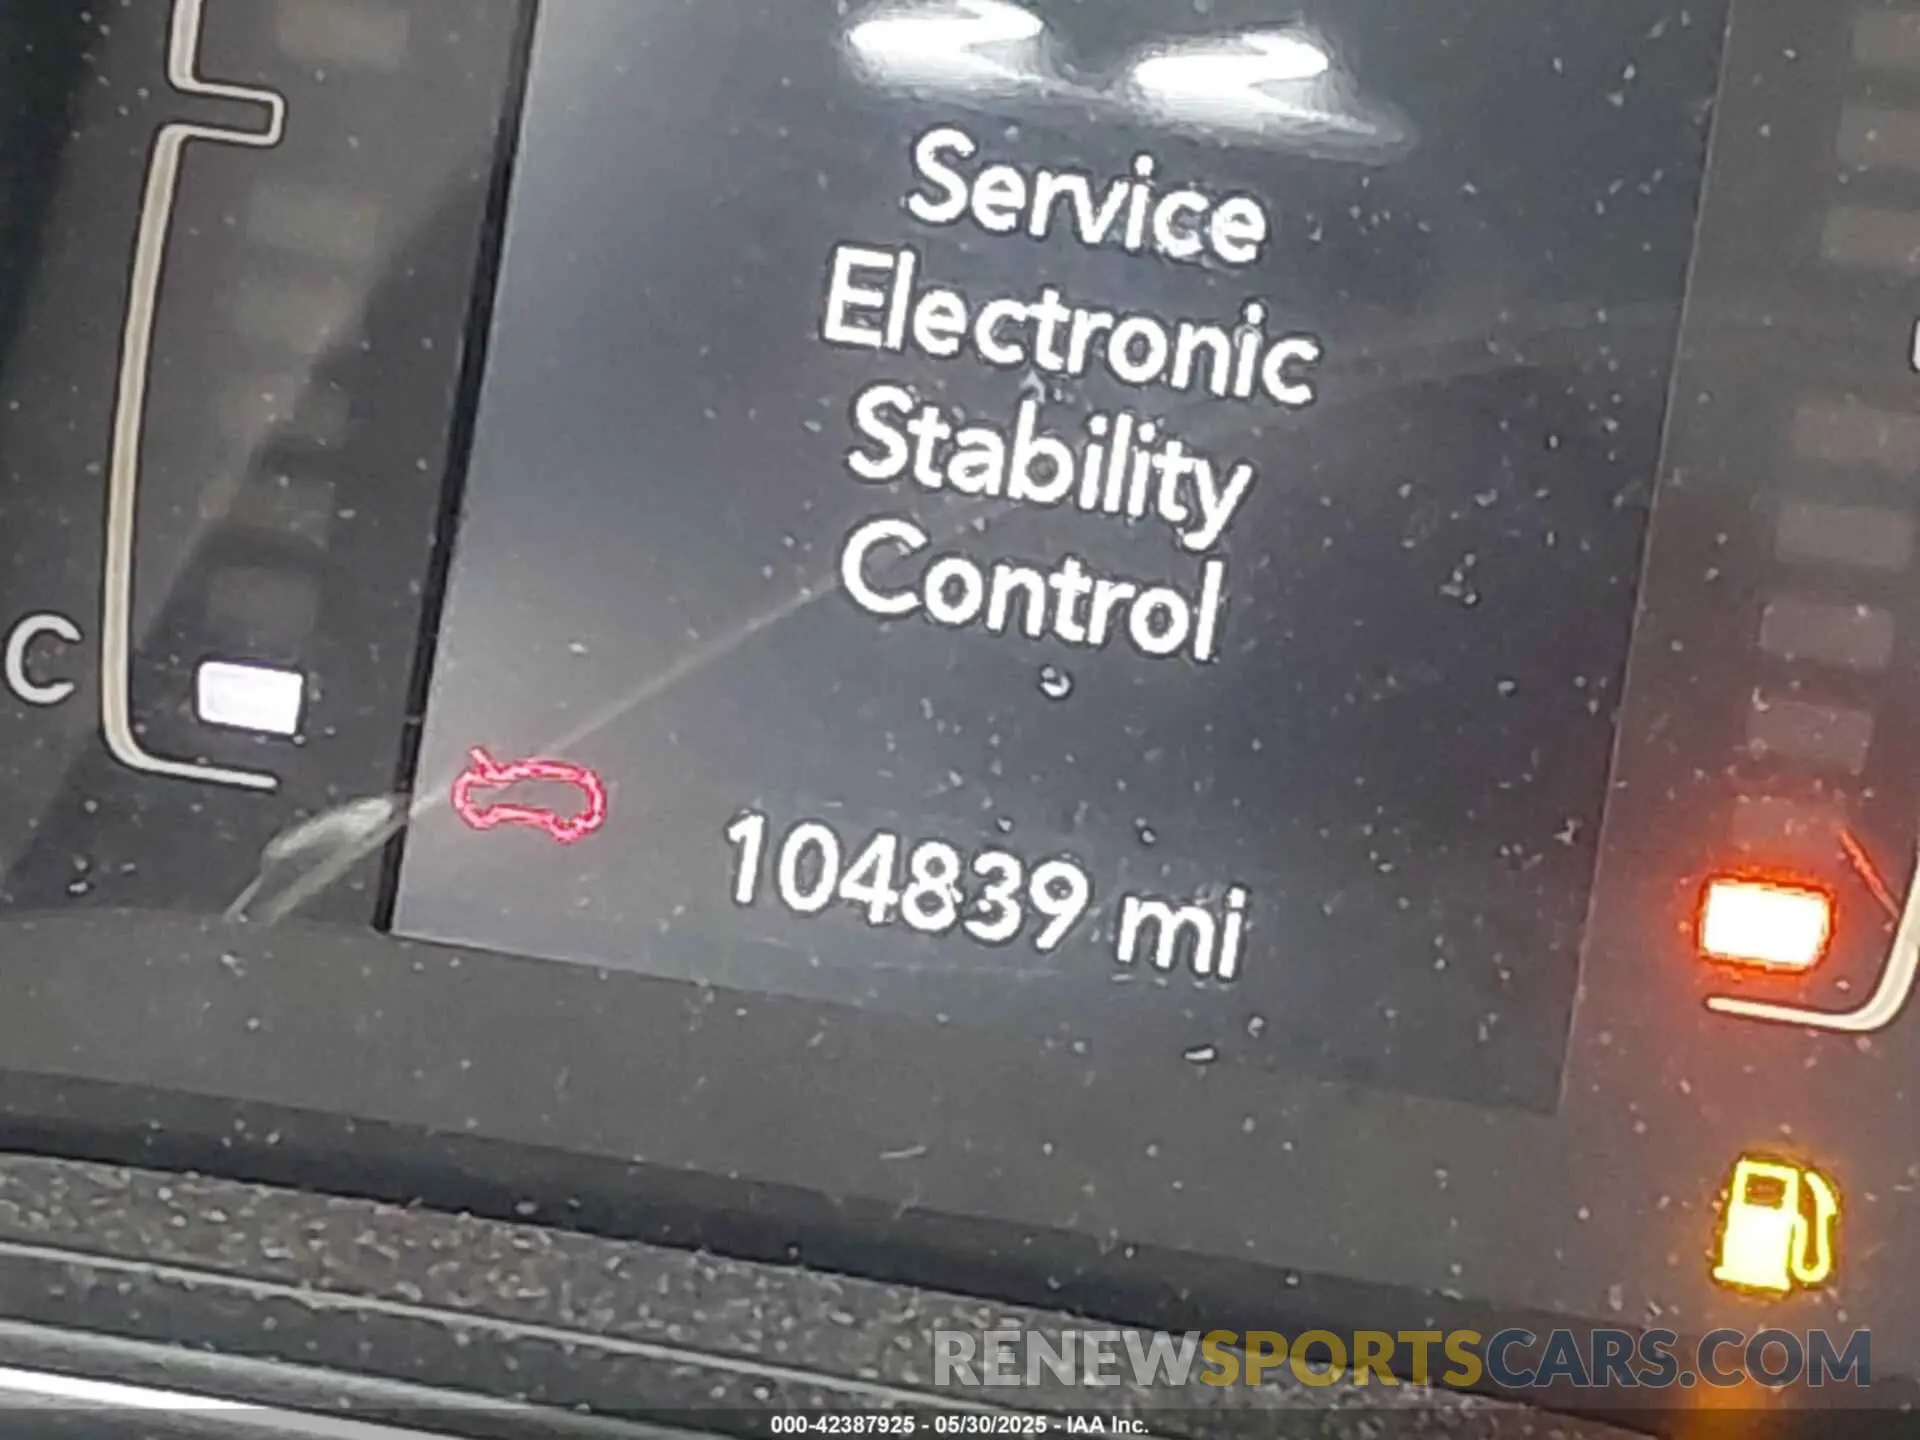 Service
Electronic
Stability
Control
C
104839 mi
RENEWSPORTSCARS.COM
000-42387925 - 05/30/2025 - IAA Inc.